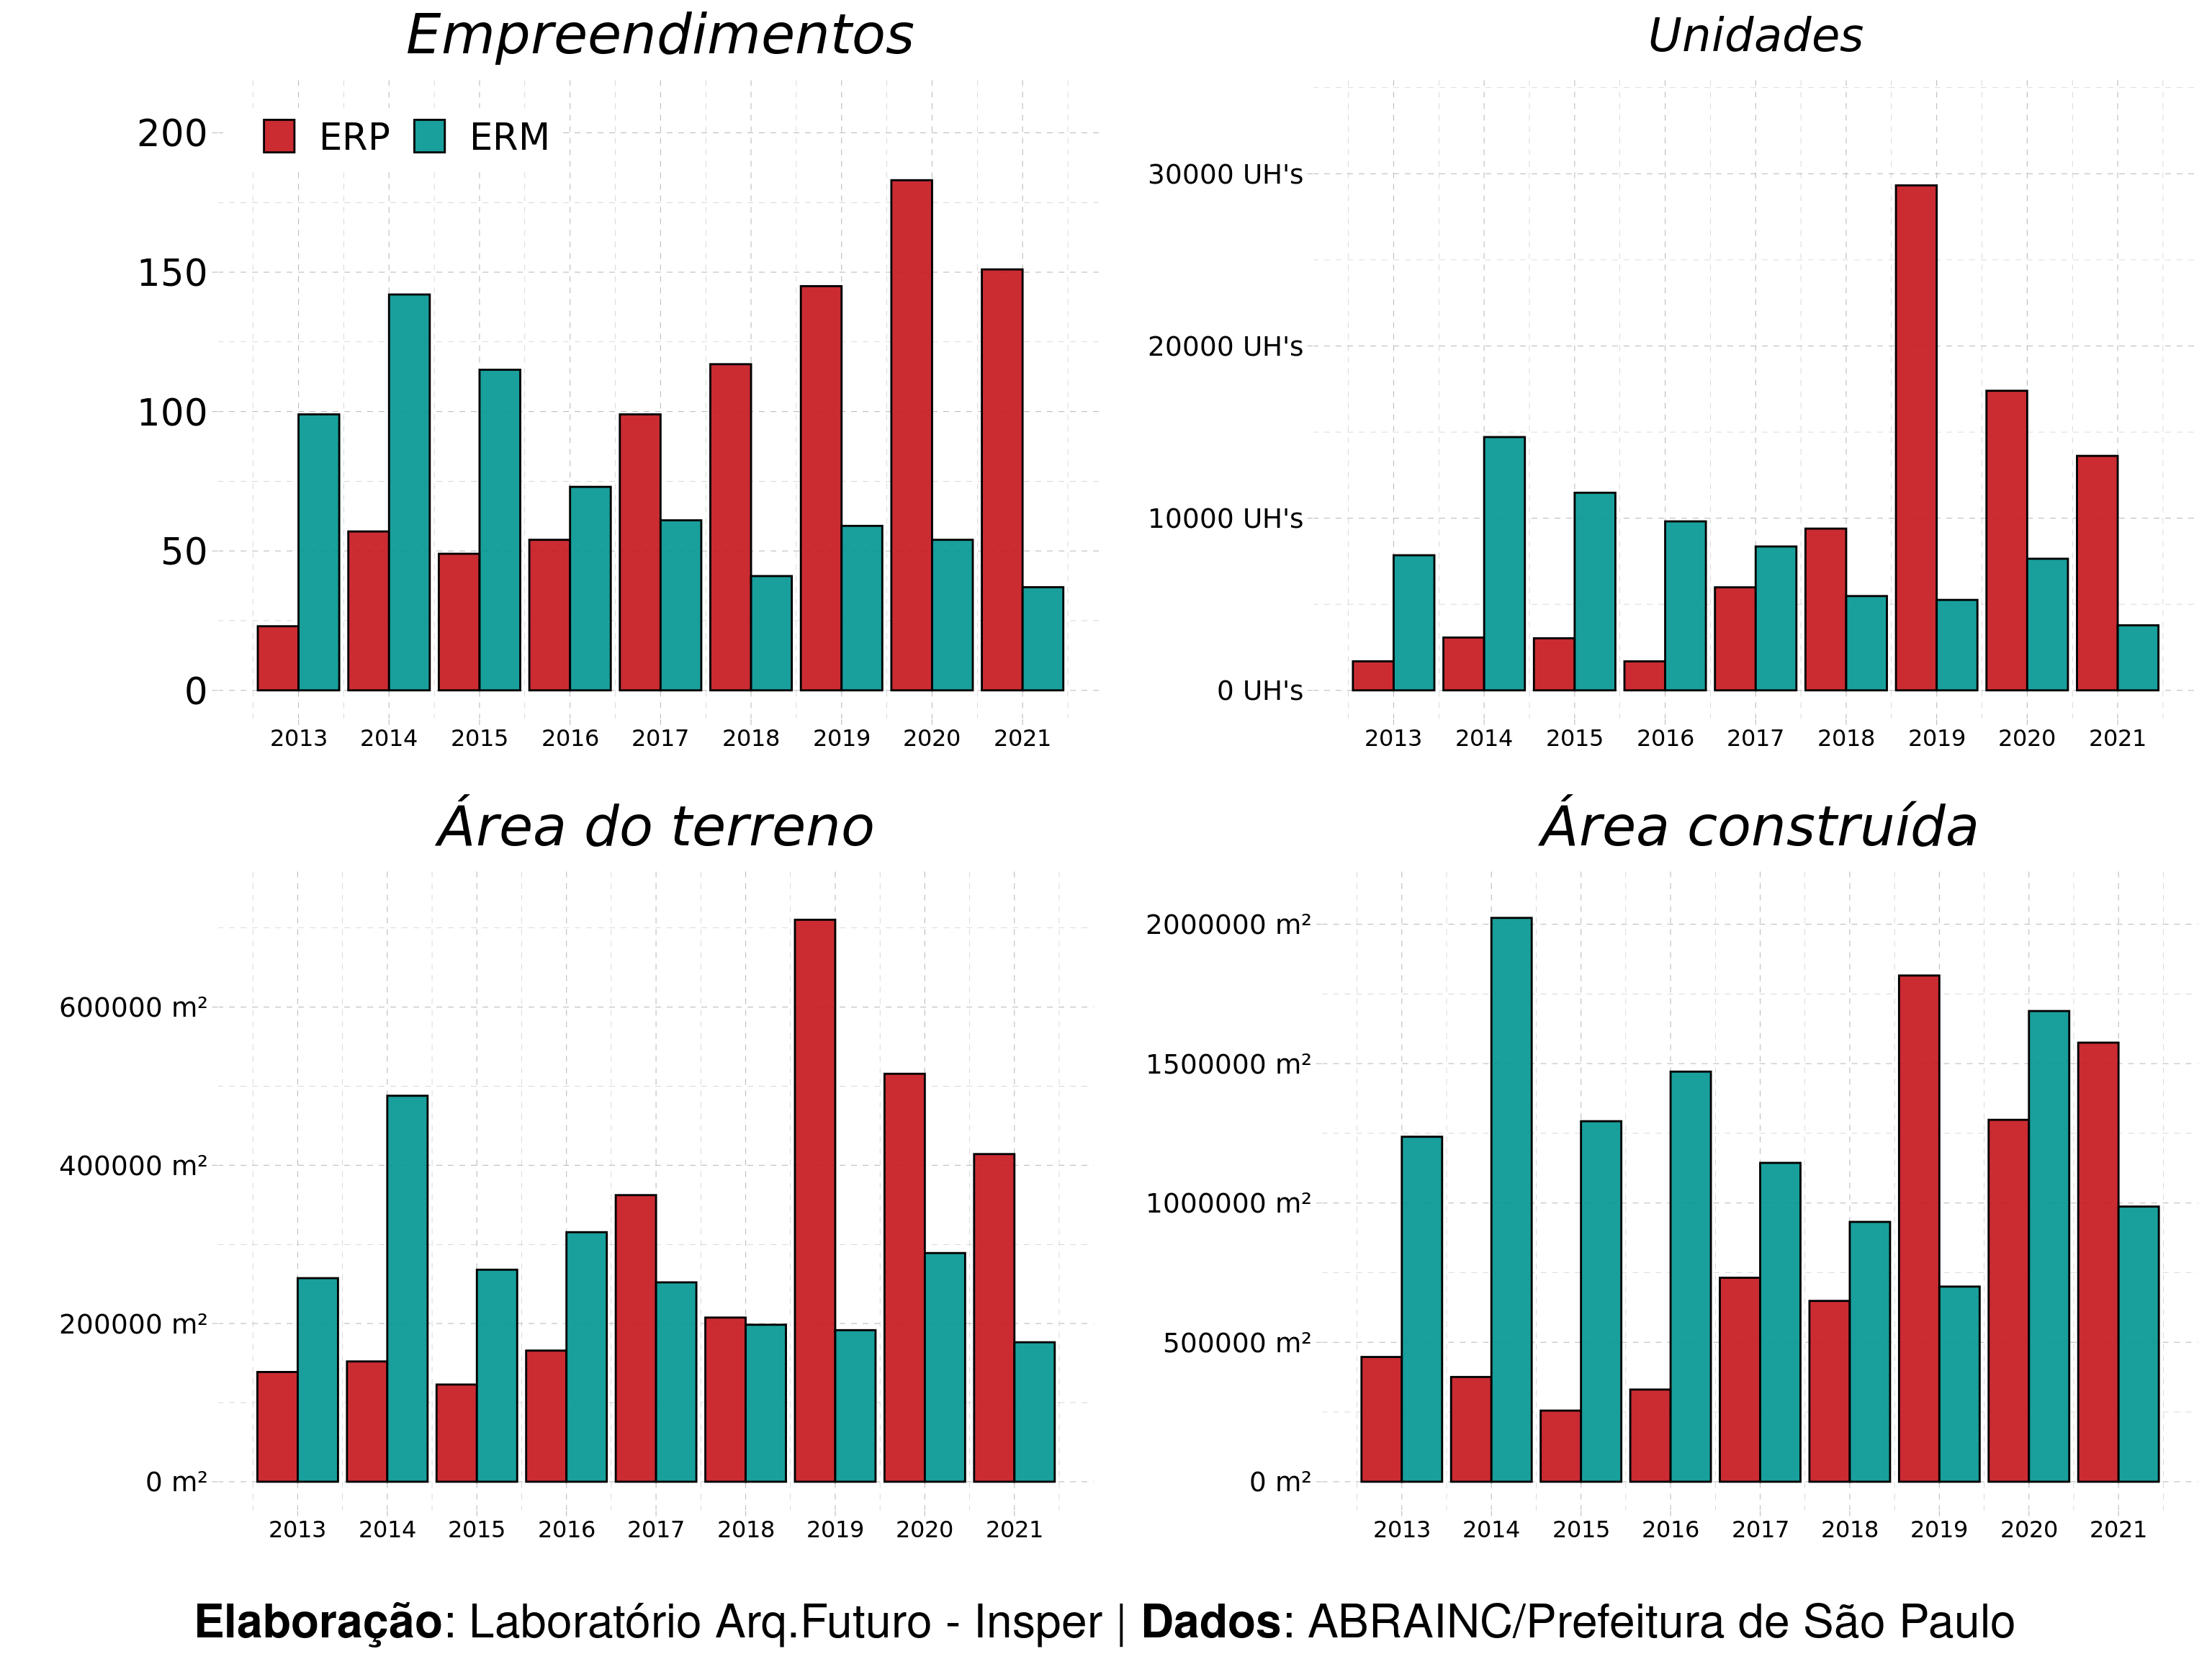 Empreendimentos
200
150
100
50
0
ERP ERM
2013 2014 2015 2016 2017 2018 2019 2020 2021
Unidades
30000 UH's
20000 UH's
10000 UH's
0 UH's
2013 2014 2015 2016 2017 2018 2019 2020 2021
Área do terreno
600000 m²
400000 m²
200000 m²
0 m²
2013 2014 2015 2016 2017 2018 2019 2020 2021
Área construída
2000000 m²
1500000 m²
1000000 m²
500000 m²
0 m²
2013 2014 2015 2016 2017 2018 2019 2020 2021
Elaboração: Laboratório Arq.Futuro - Insper | Dados: ABRAINC/Prefeitura de São Paulo